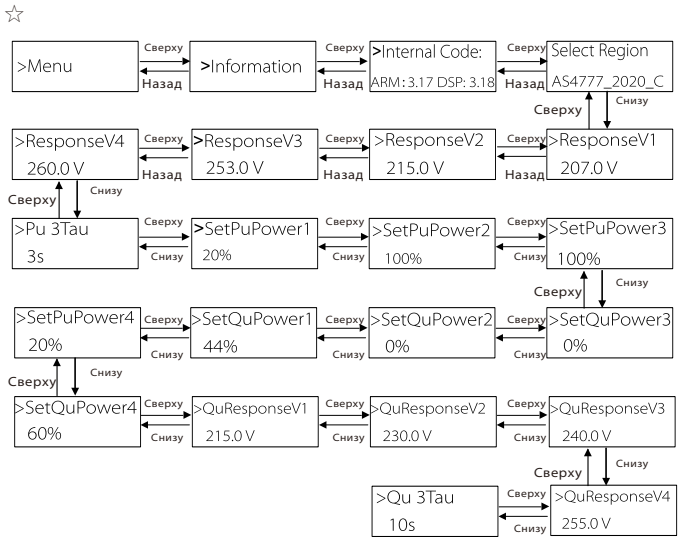 Сверху Сверху Сверху
>Menu >Information >Internal Code: Select Region
ARM: 3.17 DSP: 3.18 AS4777_2020_C
Назад Назад Назад
Сверху Снизу
>ResponseV4 Сверху >ResponseV3 Сверху >ResponseV2 Сверху >ResponseV1
260.0 V Назад 253.0 V Назад 215.0 V Назад 207.0 V
Сверху Снизу
>Pu 3Tau Сверху >SetPuPower1 Сверху >SetPuPower2 Сверху >SetPuPower3
3s Снизу 20% Снизу 100% Снизу 100%
Сверху Снизу
>SetPuPower4 Сверху >SetQuPower1 Сверху >SetQuPower2 Сверху >SetQuPower3
20% Снизу 44% Снизу 0% Снизу 0%
Сверху Снизу
>SetQuPower4 Сверху >QuResponseV1 Сверху >QuResponseV2 Сверху >QuResponseV3
60% Снизу 215.0 V Снизу 230.0 V Снизу 240.0 V
Сверху Снизу
>Qu 3Tau Сверху >QuResponseV4
10s Снизу 255.0 V